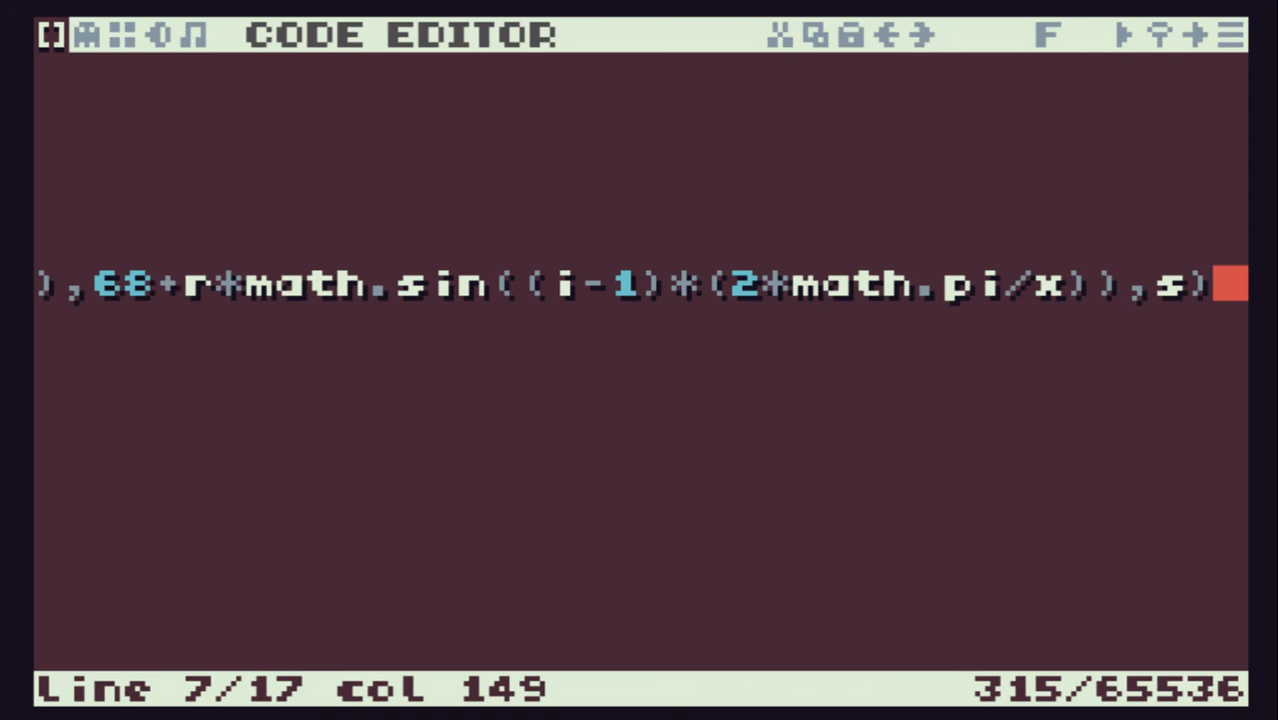 CODE EDITOR F
),68+r*math.sin((i-1)*(2*math.pi/x)),s)
line 7/17 col 149 315/65536